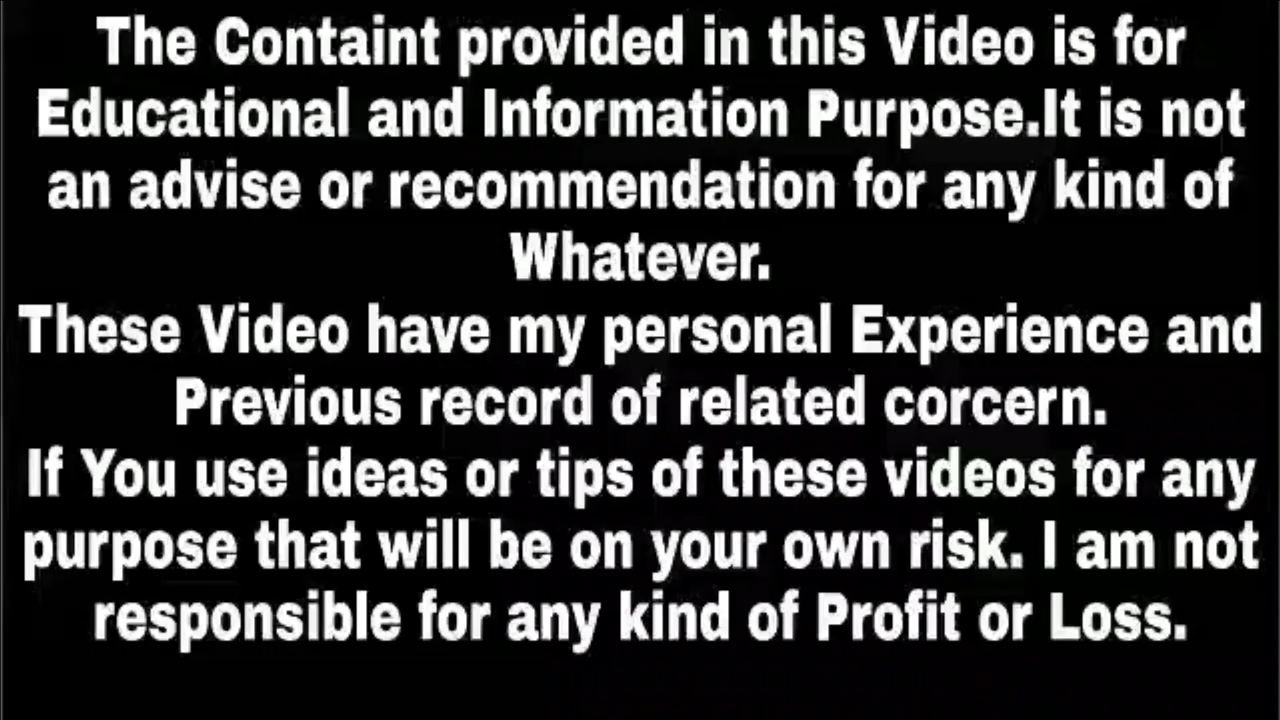 The Containt provided in this Video is for
Educational and Information Purpose.It is not
an advise or recommendation for any kind of
Whatever.
These Video have my personal Experience and
Previous record of related corcern.
If You use ideas or tips of these videos for any
purpose that will be on your own risk. I am not
responsible for any kind of Profit or Loss.